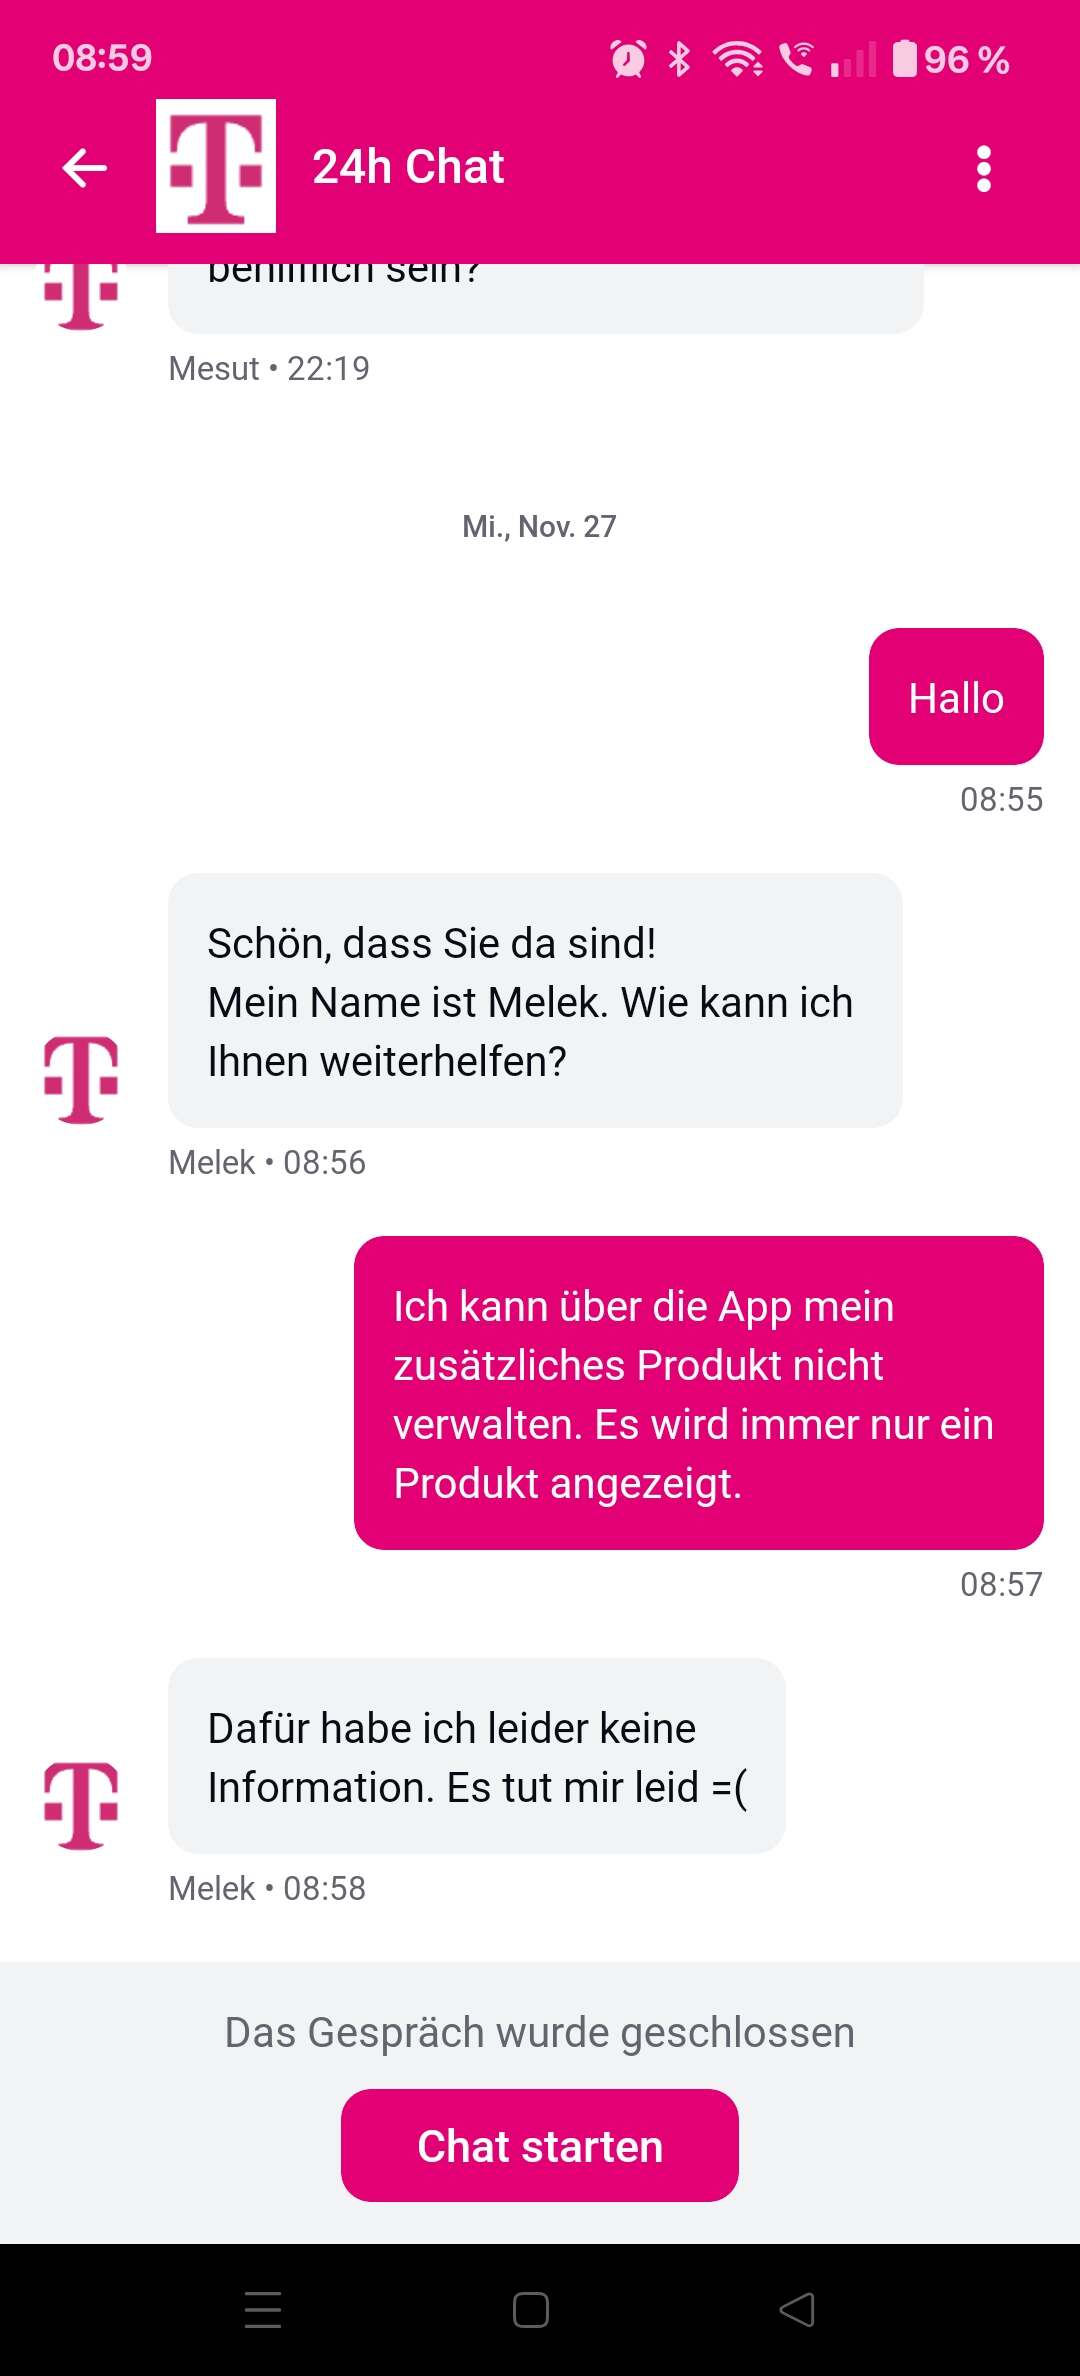 08:59
96 %
24h Chat
behilflich sein?
Mesut • 22:19
Mi., Nov. 27
Hallo
08:55
Schön, dass Sie da sind!
Mein Name ist Melek. Wie kann ich
Ihnen weiterhelfen?
Melek • 08:56
Ich kann über die App mein
zusätzliches Produkt nicht
verwalten. Es wird immer nur ein
Produkt angezeigt.
08:57
Dafür habe ich leider keine
Information. Es tut mir leid =(
Melek • 08:58
Das Gespräch wurde geschlossen
Chat starten